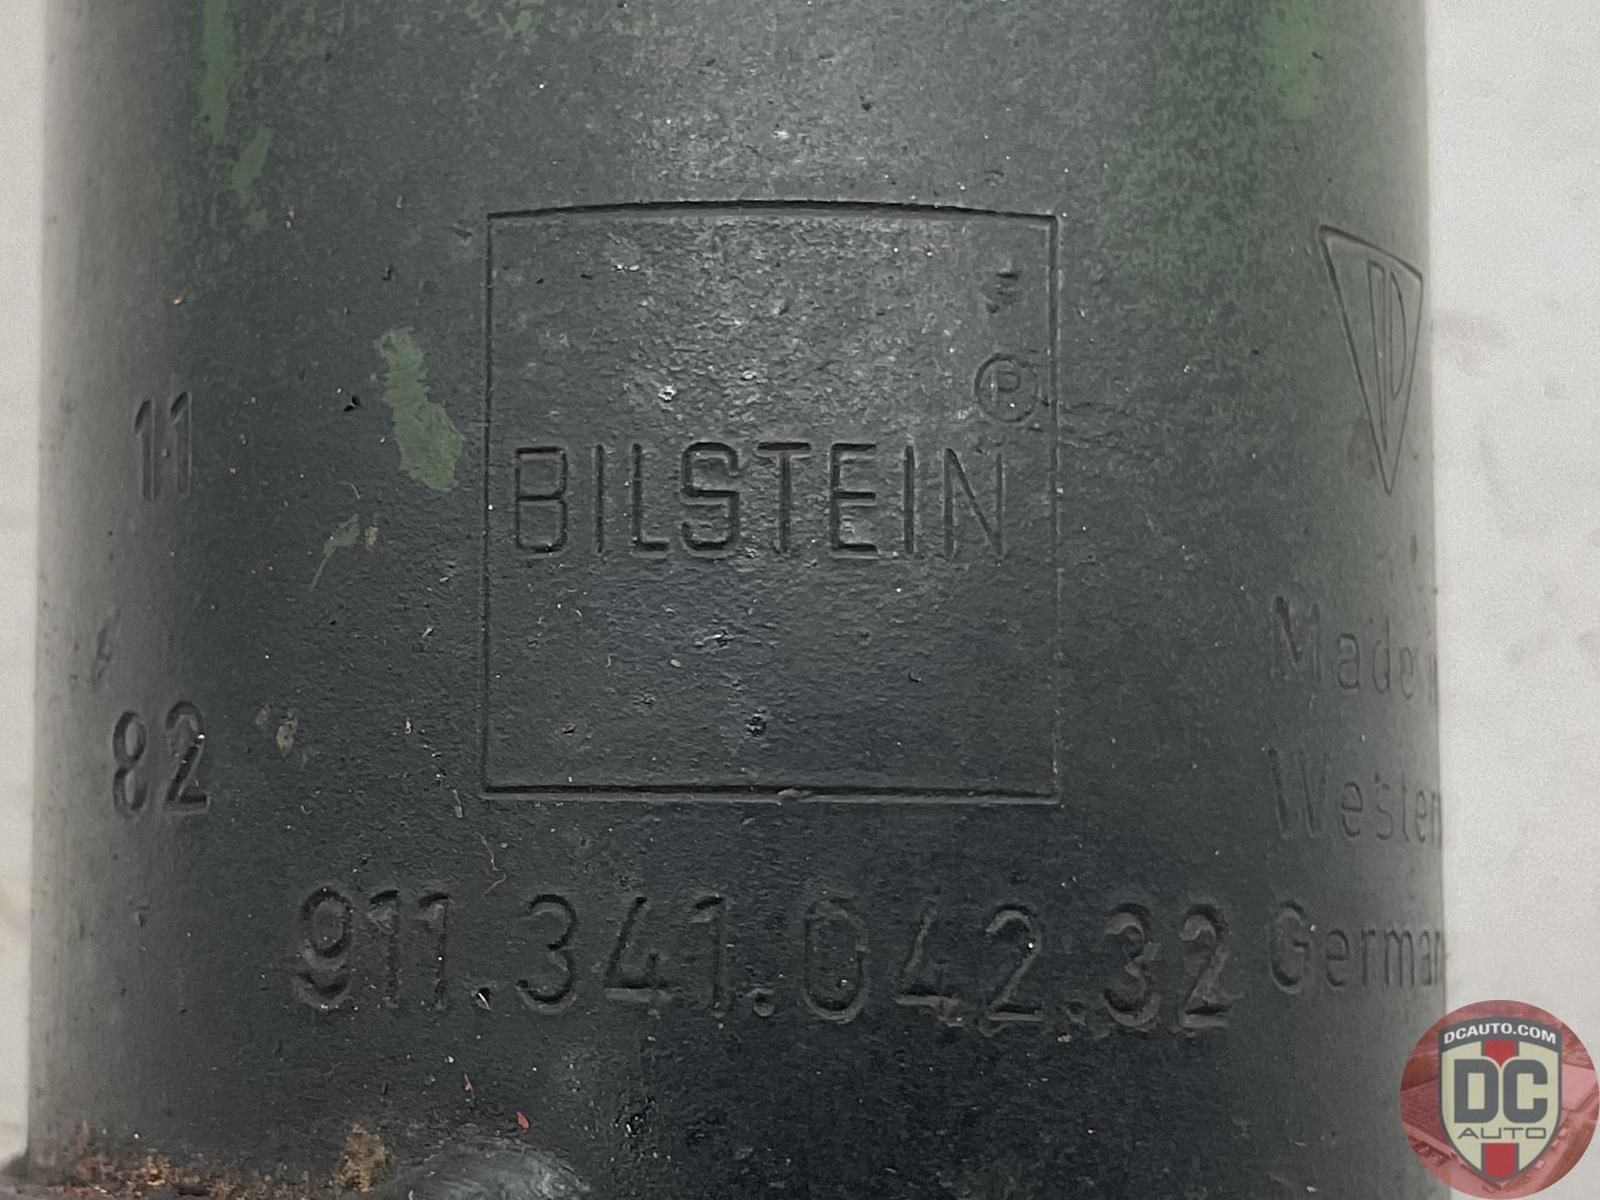 11
82
®
BILSTEIN
911.341.042.32
Made
Western
German
DCAUTO.COM
DC
AUTO